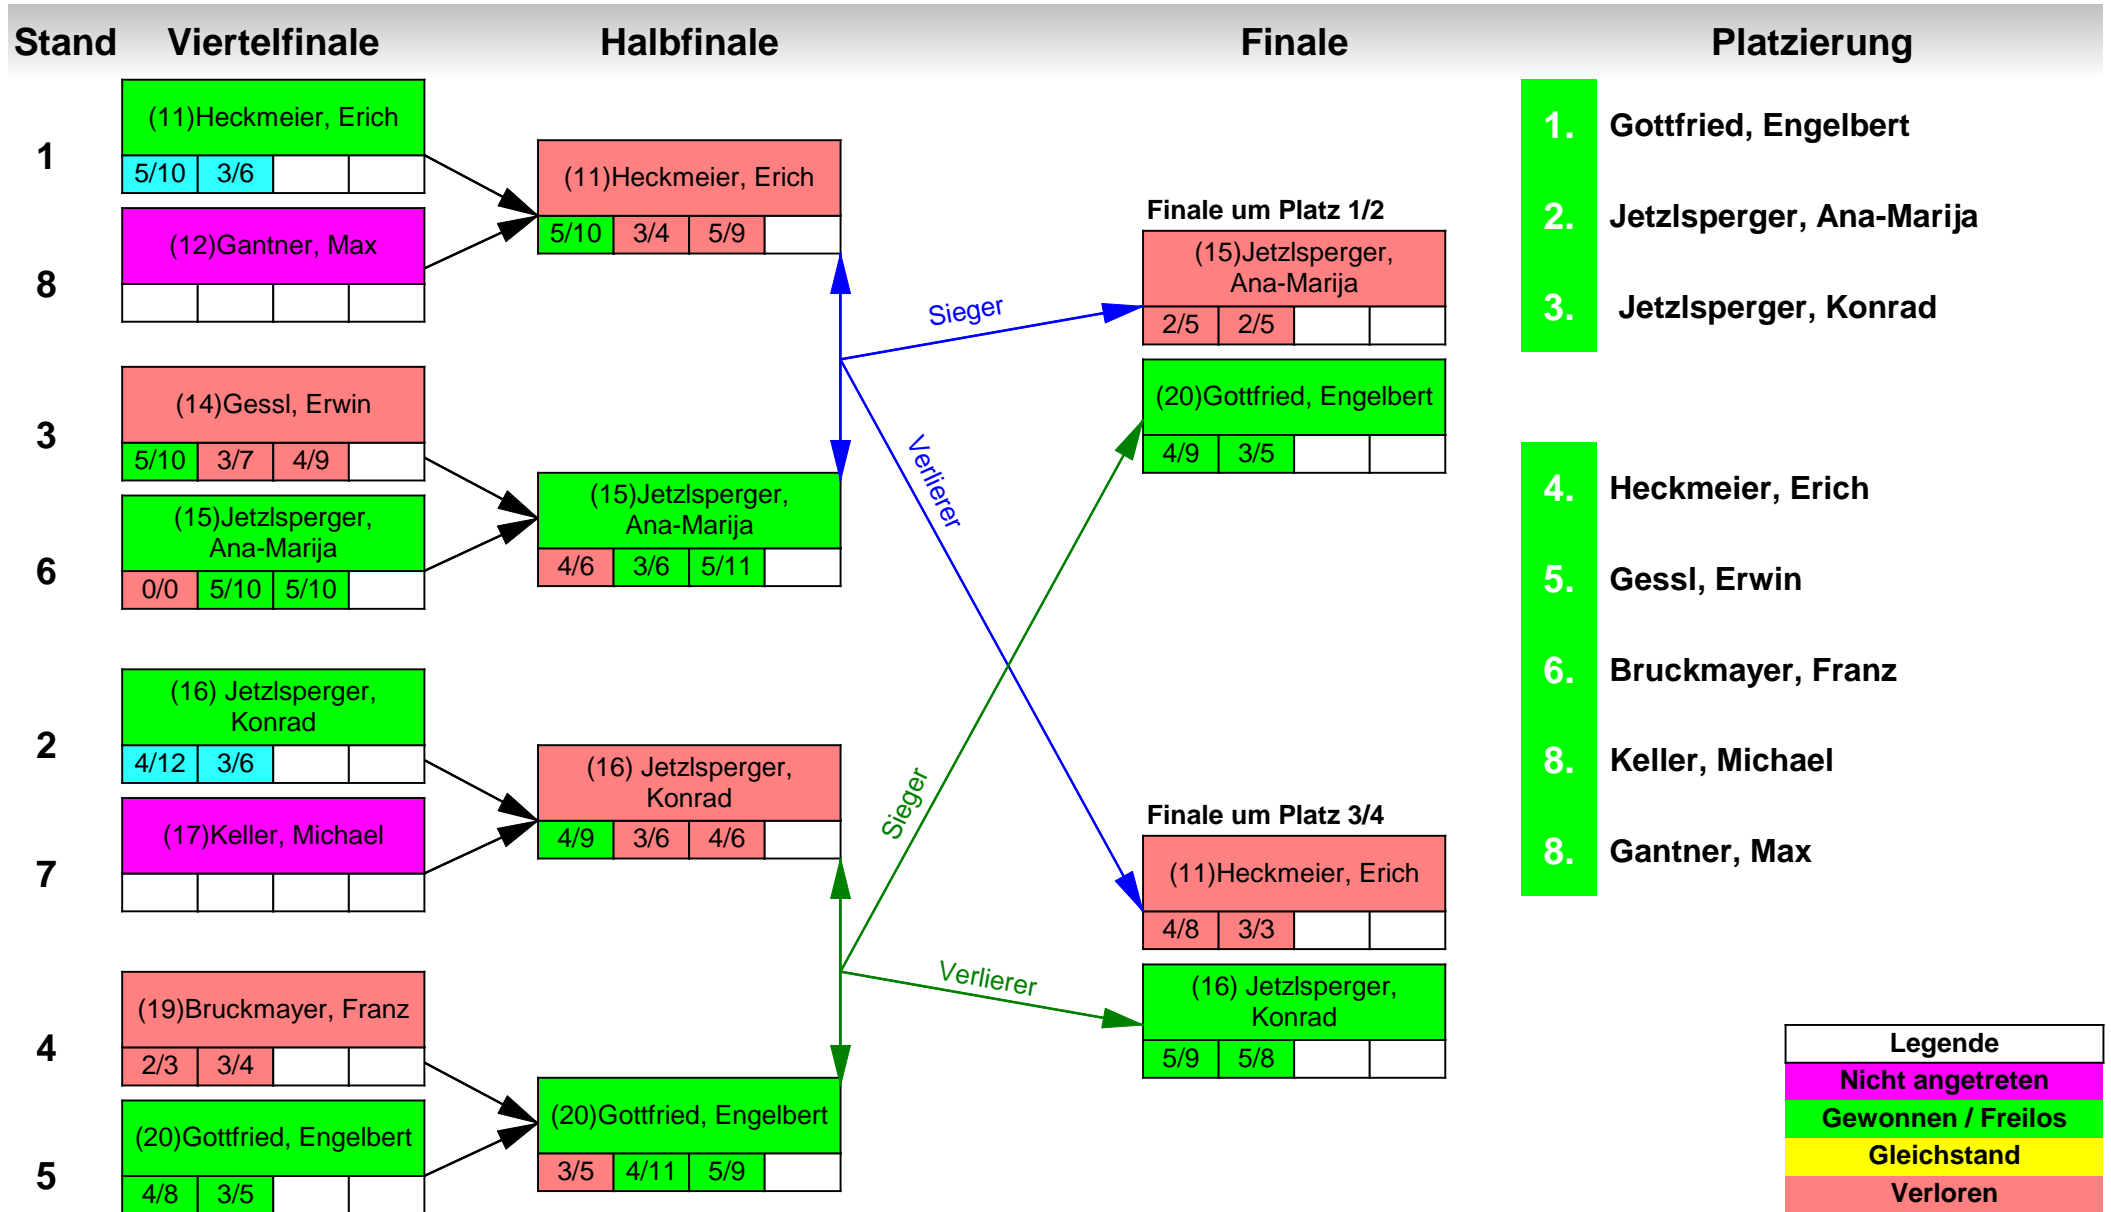 Stand Viertelfinale Halbfinale Finale Platzierung
1
(11)Heckmeier, Erich
5/10 3/6
8
(12)Gantner, Max
3
(14)Gessl, Erwin
5/10 3/7 4/9
6
(15)Jetzlsperger,
Ana-Marija
0/0 5/10 5/10
2
(16) Jetzlsperger,
Konrad
4/12 3/6
7
(17)Keller, Michael
4
(19)Bruckmayer, Franz
2/3 3/4
5
(20)Gottfried, Engelbert
4/8 3/5
(11)Heckmeier, Erich
5/10 3/4 5/9
(15)Jetzlsperger,
Ana-Marija
4/6 3/6 5/11
(16) Jetzlsperger,
Konrad
4/9 3/6 4/6
(20)Gottfried, Engelbert
3/5 4/11 5/9
Sieger
Verlierer
Sieger
Verlierer
Finale um Platz 1/2
(15)Jetzlsperger,
Ana-Marija
2/5 2/5
(20)Gottfried, Engelbert
4/9 3/5
Finale um Platz 3/4
(11)Heckmeier, Erich
4/8 3/3
(16) Jetzlsperger,
Konrad
5/9 5/8
1. Gottfried, Engelbert
2. Jetzlsperger, Ana-Marija
3. Jetzlsperger, Konrad
4. Heckmeier, Erich
5. Gessl, Erwin
6. Bruckmayer, Franz
8. Keller, Michael
8. Gantner, Max
Legende
Nicht angetreten
Gewonnen / Freilos
Gleichstand
Verloren